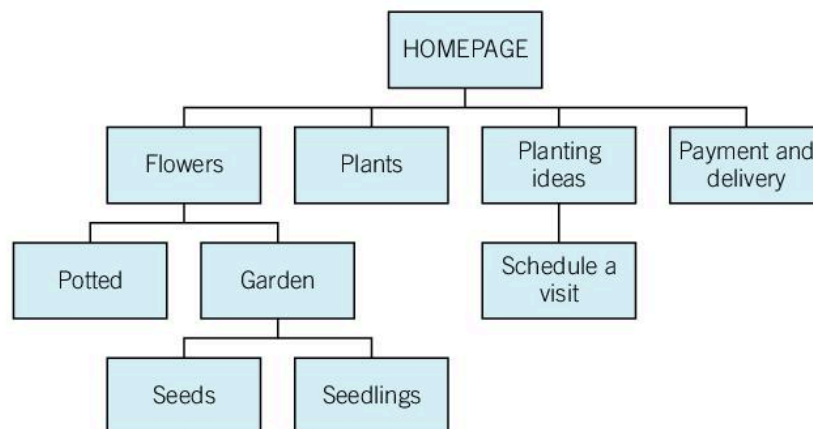 HOMEPAGE
Flowers
Plants
Planting
ideas
Payment and
delivery
Potted
Garden
Schedule a
visit
Seeds
Seedlings